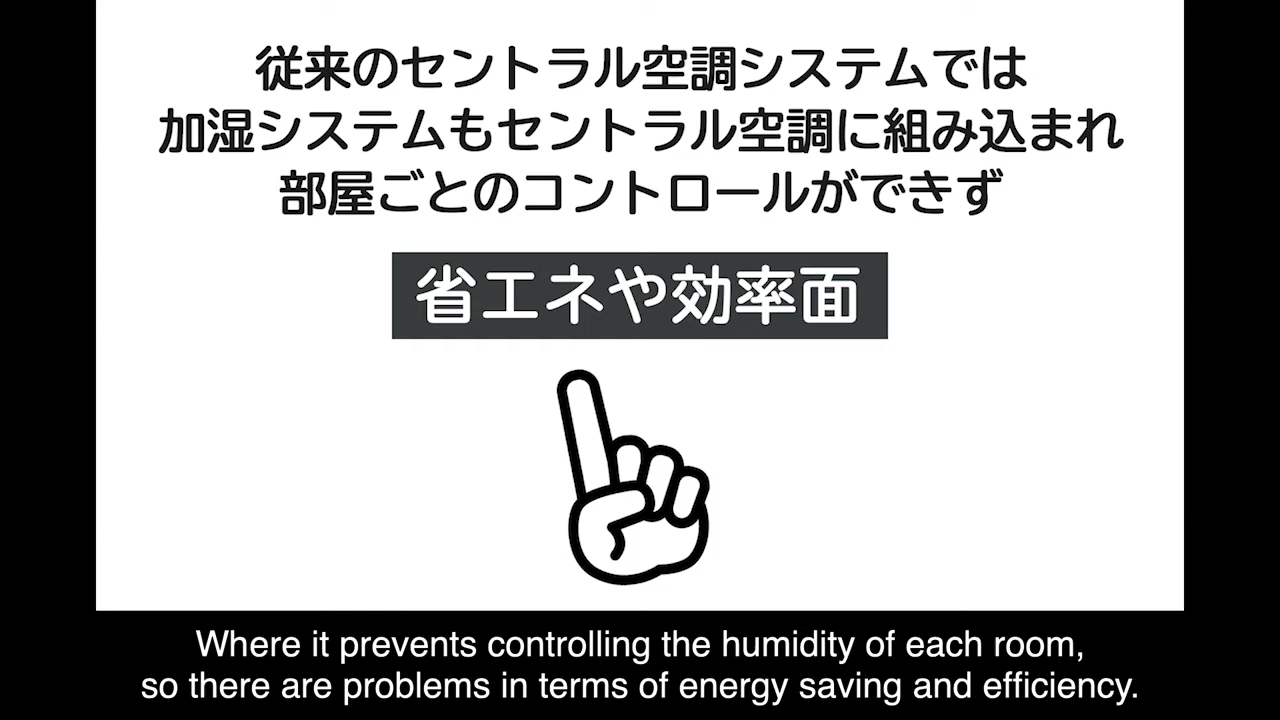 従来のセントラル空調システムでは
加湿システムもセントラル空調に組み込まれ
部屋ごとのコントロールができず
省エネや効率面
Where it prevents controlling the humidity of each room,
so there are problems in terms of energy saving and efficiency.